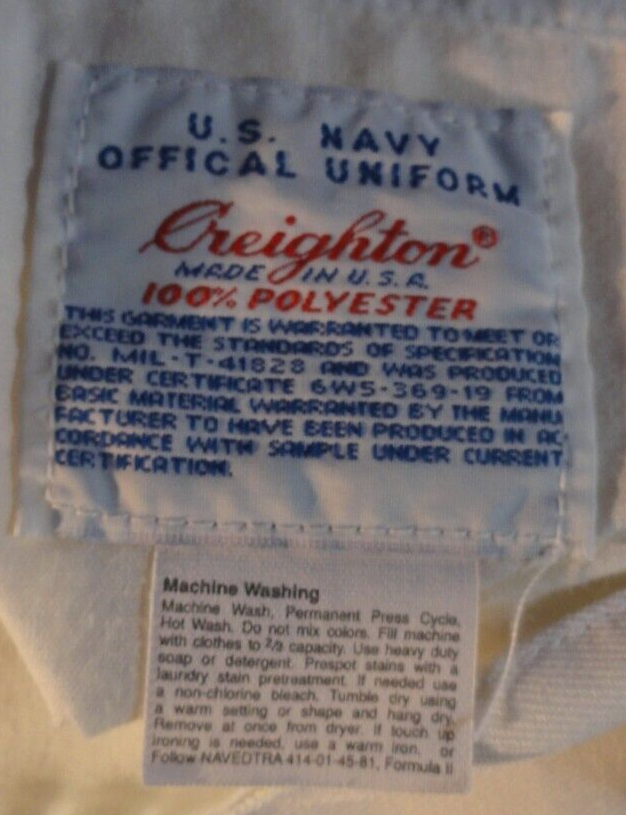 U.S. NAVY
OFFICAL UNIFORM
Creighton®
MADE IN U.S.A.
100% POLYESTER
THIS GARMENT IS WARRANTED TO MEET OR
EXCEED THE STANDARDS OF SPECIFICATION
NO. MIL-T-41828 AND WAS PRODUCED
UNDER CERTIFICATE 6W5-369-19 FROM
BASIC MATERIAL WARRANTED BY THE MANU
FACTURER TO HAVE BEEN PRODUCED IN AC-
CORDANCE WITH SAMPLE UNDER CURRENT
CERTIFICATION.
Machine Washing
Machine Wash, Permanent Press Cycle,
Hot Wash. Do not mix colors. Fill machine
with clothes to 2/3 capacity. Use heavy duty
soap or detergent. Prespot stains with a
laundry stain pretreatment. If needed use
a non-chlorine bleach. Tumble dry using
a warm setting or shape and hang dry.
Remove at once from dryer. If touch up
ironing is needed, use a warm iron, or
Follow NAVEDTRA 414-01-45-81, Formula II